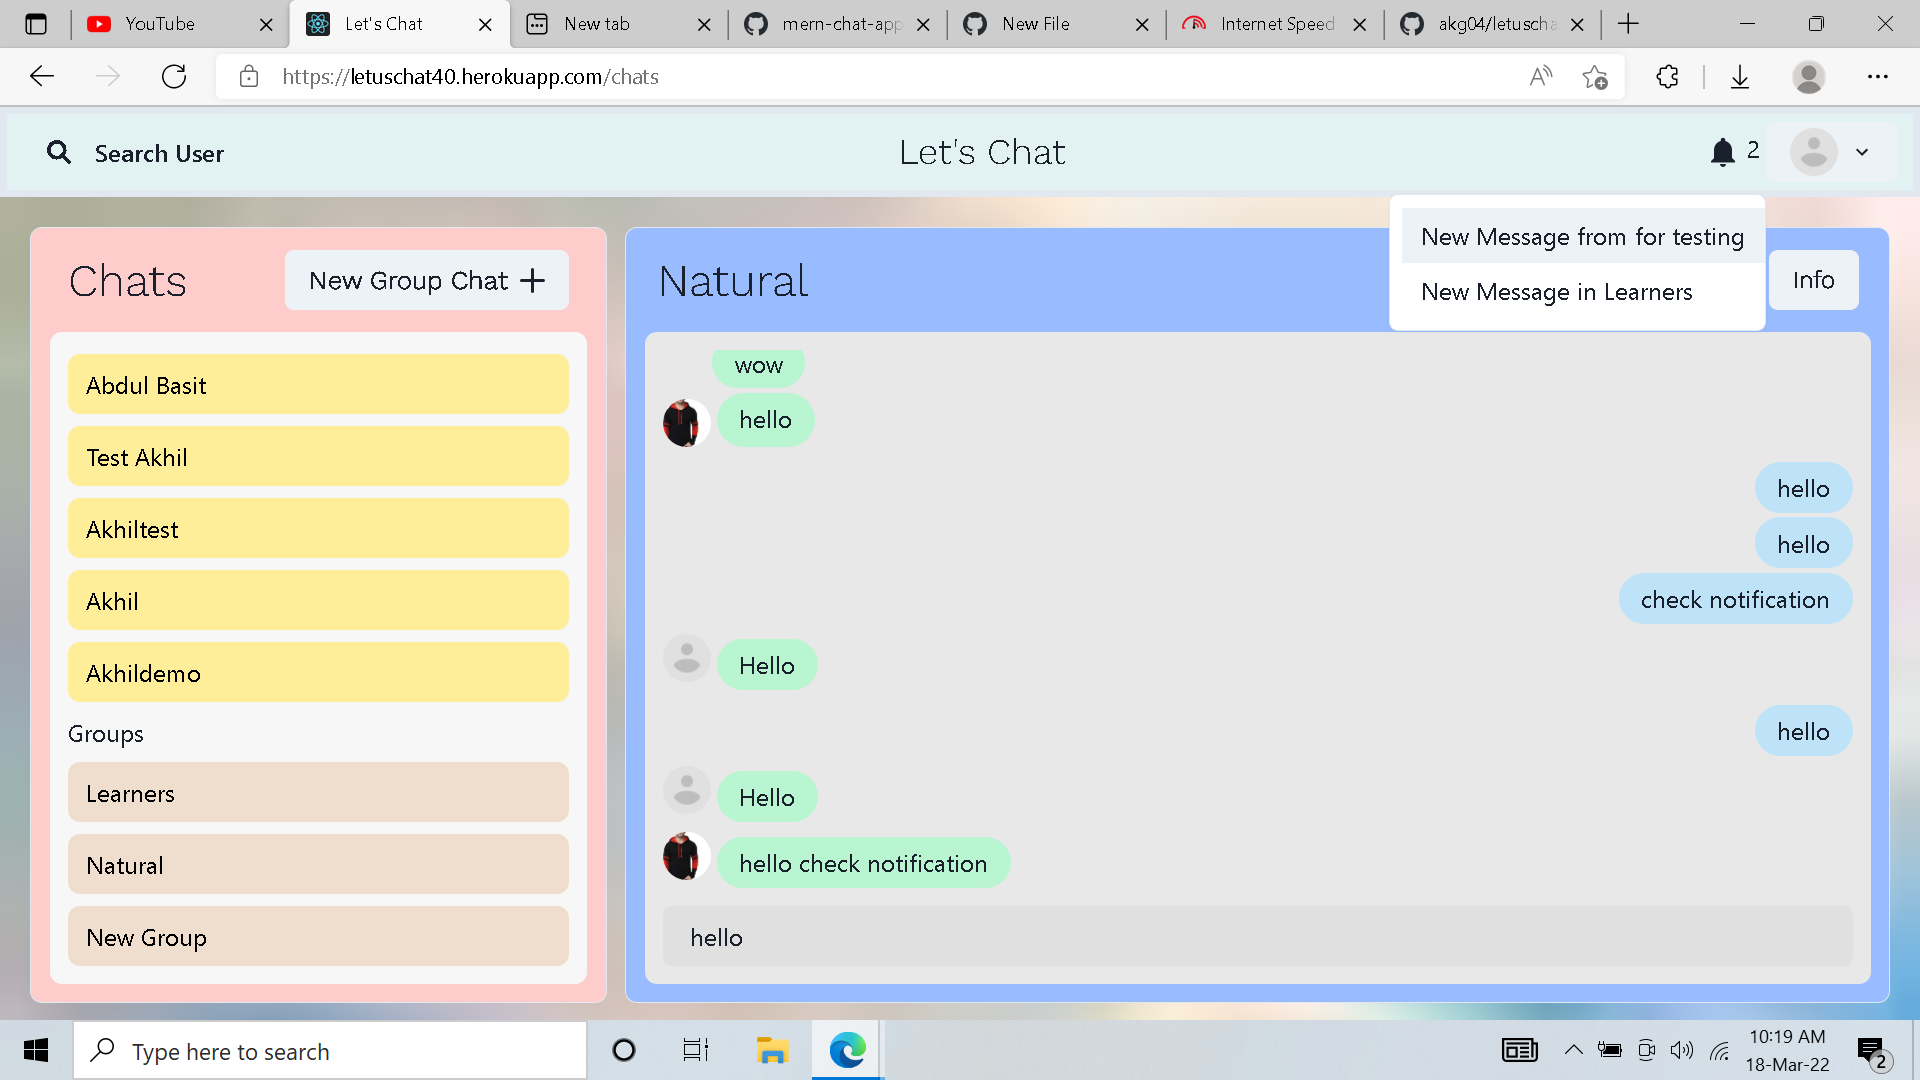 YouTube
Let's Chat
New tab
mern-chat-app
New File
Internet Speed
akg04/letuscha
https://letuschat40.herokuapp.com/chats
Search User
Let's Chat
2
New Message from for testing
New Message in Learners
Chats
New Group Chat +
Natural
Info
Abdul Basit
Test Akhil
Akhiltest
Akhil
Akhildemo
Groups
Learners
Natural
New Group
wow
hello
hello
hello
check notification
Hello
hello
Hello
hello check notification
hello
Type here to search
10:19 AM
18-Mar-22
2